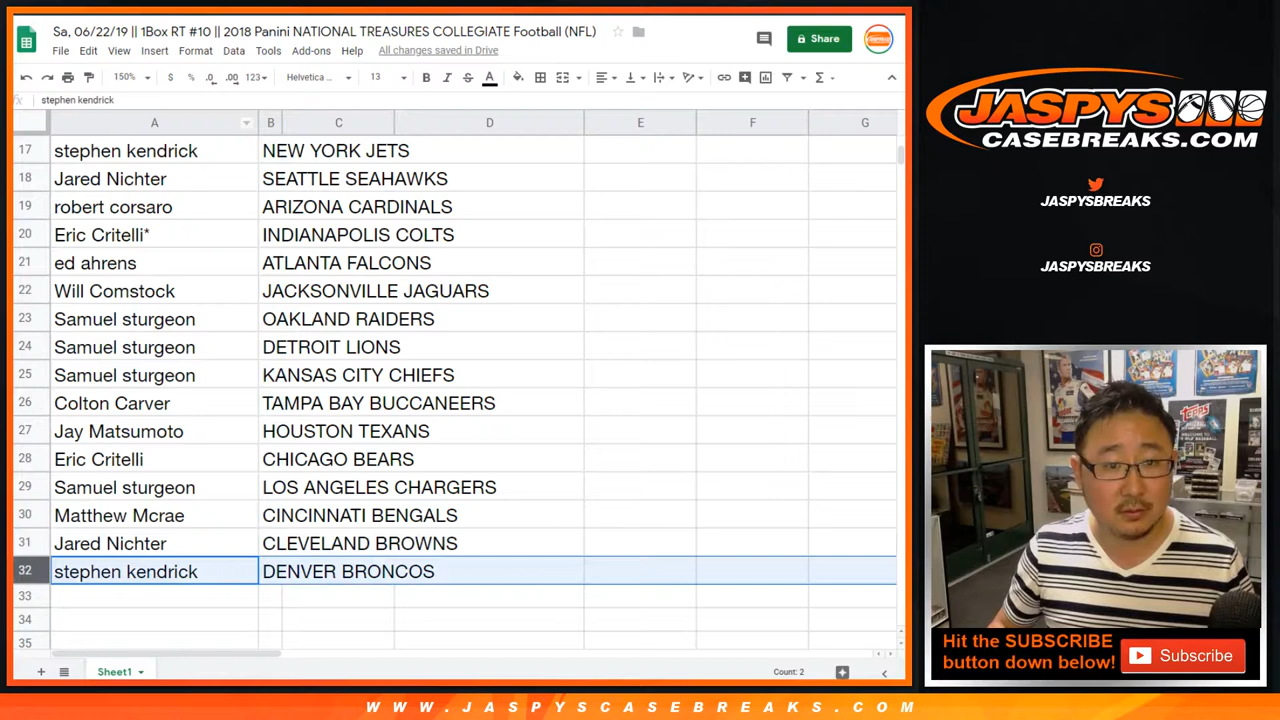 Sa, 06/22/19 || 1Box RT #10 || 2018 Panini NATIONAL TREASURES COLLEGIATE Football (NFL)
File Edit View Insert Format Data Tools Add-ons Help All changes saved in Drive
Share
150% $ % .0 .00 123 Helvetica ... 13 B I S A
fx stephen kendrick
A B C D E F G
17 stephen kendrick NEW YORK JETS
18 Jared Nichter SEATTLE SEAHAWKS
19 robert corsaro ARIZONA CARDINALS
20 Eric Critelli* INDIANAPOLIS COLTS
21 ed ahrens ATLANTA FALCONS
22 Will Comstock JACKSONVILLE JAGUARS
23 Samuel sturgeon OAKLAND RAIDERS
24 Samuel sturgeon DETROIT LIONS
25 Samuel sturgeon KANSAS CITY CHIEFS
26 Colton Carver TAMPA BAY BUCCANEERS
27 Jay Matsumoto HOUSTON TEXANS
28 Eric Critelli CHICAGO BEARS
29 Samuel sturgeon LOS ANGELES CHARGERS
30 Matthew Mcrae CINCINNATI BENGALS
31 Jared Nichter CLEVELAND BROWNS
32 stephen kendrick DENVER BRONCOS
33
34
35
Sheet1
Count: 2
JASPYS
CASEBREAKS.COM
JASPYSBREAKS
JASPYSBREAKS
Topps
Hit the SUBSCRIBE
button down below!
Subscribe
WWW.JASPYSCASEBREAKS.COM